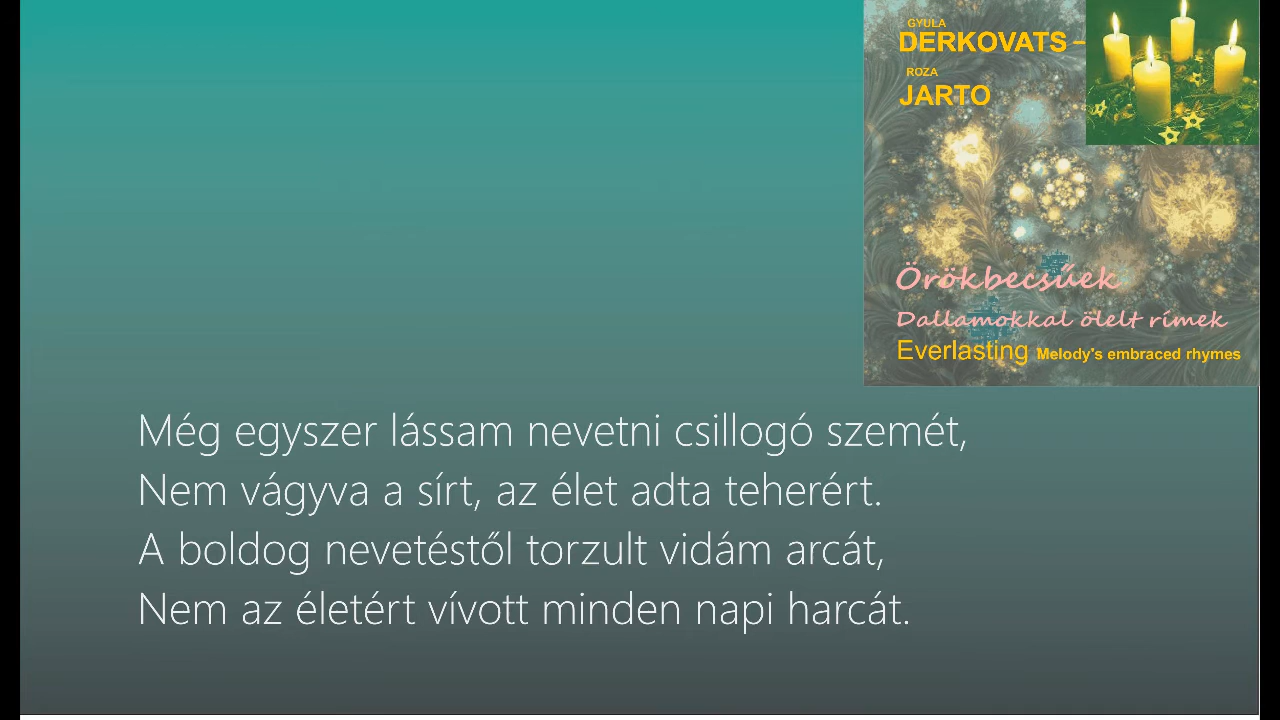 GYULA
DERKOVATS –
ROZA
JARTO
Örökbecsűek
Dallamokkal ölelt rímek
Everlasting Melody's embraced rhymes
Még egyszer lássam nevetni csillogó szemét,
Nem vágyva a sírt, az élet adta teherért.
A boldog nevetéstől torzult vidám arcát,
Nem az életért vívott minden napi harcát.